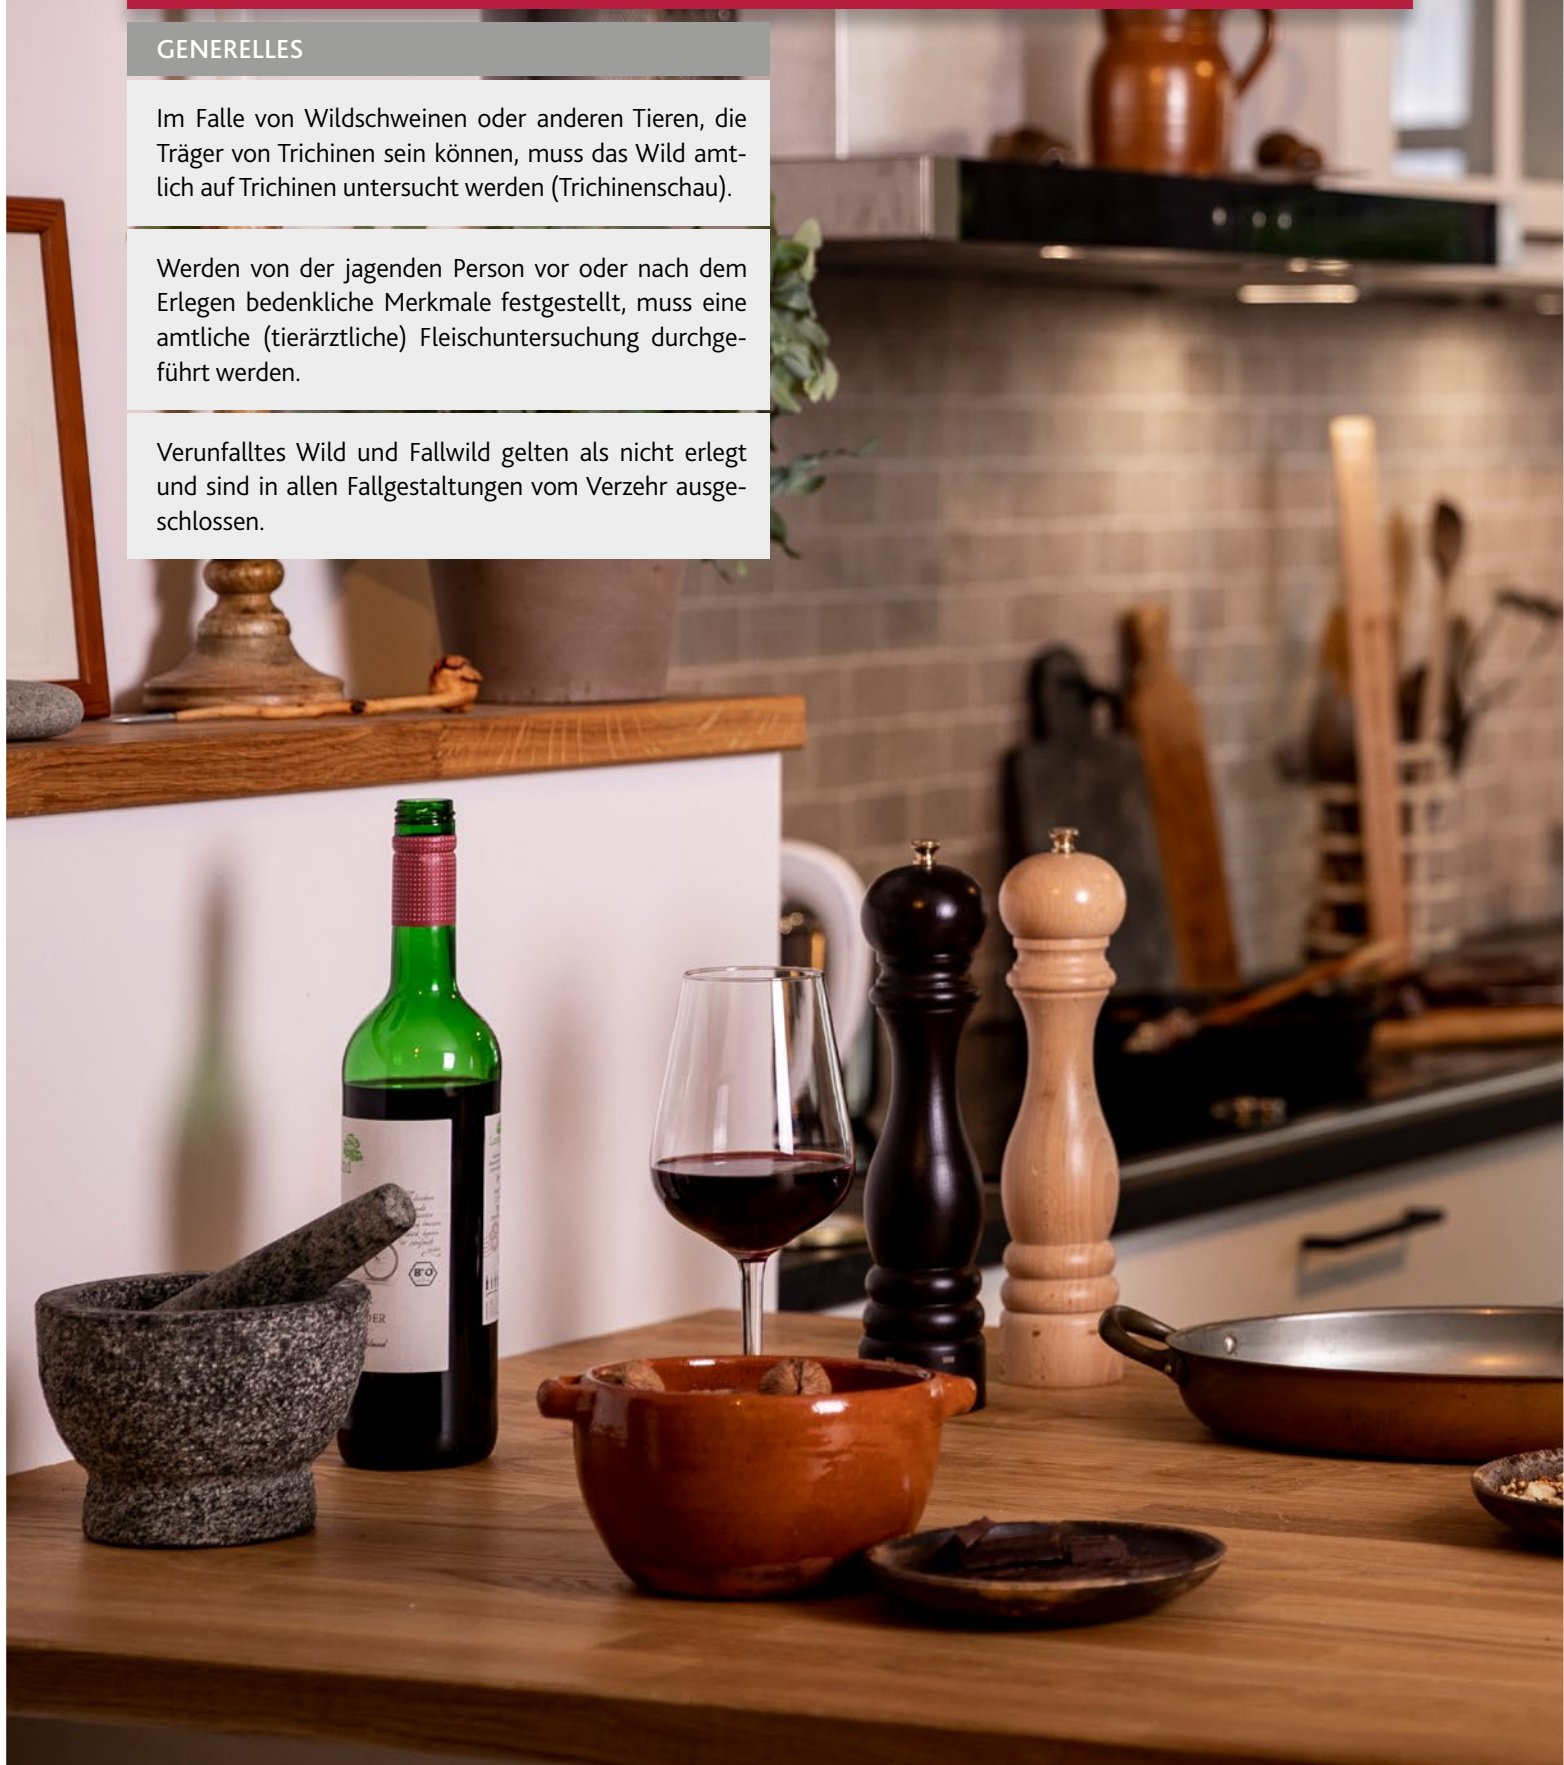 GENERELLES
Im Falle von Wildschweinen oder anderen Tieren, die
Träger von Trichinen sein können, muss das Wild amt-
lich auf Trichinen untersucht werden (Trichinenschau).
Werden von der jagenden Person vor oder nach dem
Erlegen bedenkliche Merkmale festgestellt, muss eine
amtliche (tierärztliche) Fleischuntersuchung durchge-
führt werden.
Verunfalltes Wild und Fallwild gelten als nicht erlegt
und sind in allen Fallgestaltungen vom Verzehr ausge-
schlossen.
BIO